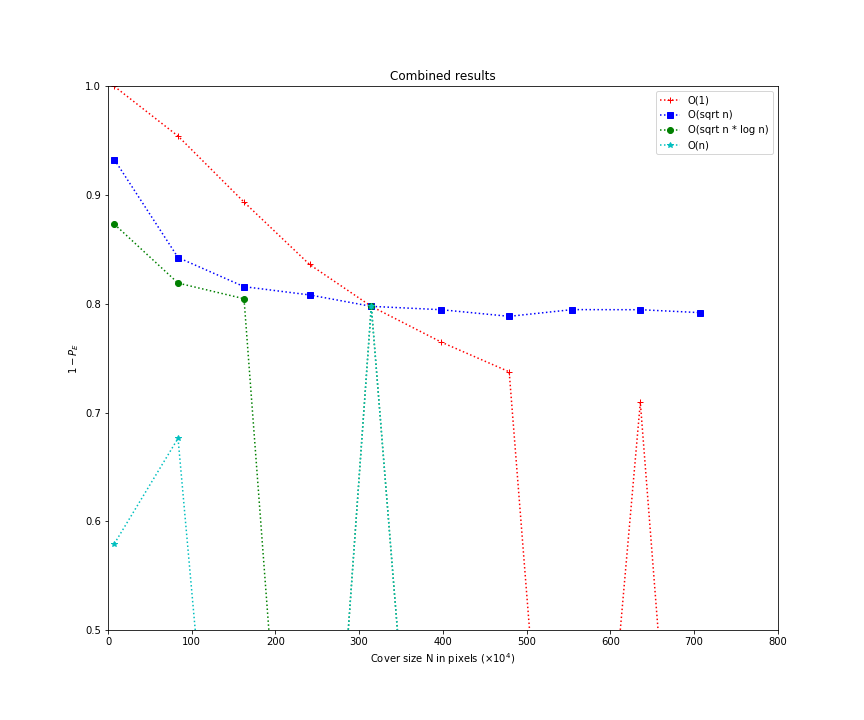 Combined results
O(1)
O(sqrt n)
O(sqrt n * log n)
O(n)
1.0
0.9
0.8
0.7
0.6
0.5
1 − P_E
0 100 200 300 400 500 600 700 800
Cover size N in pixels (×10⁴)